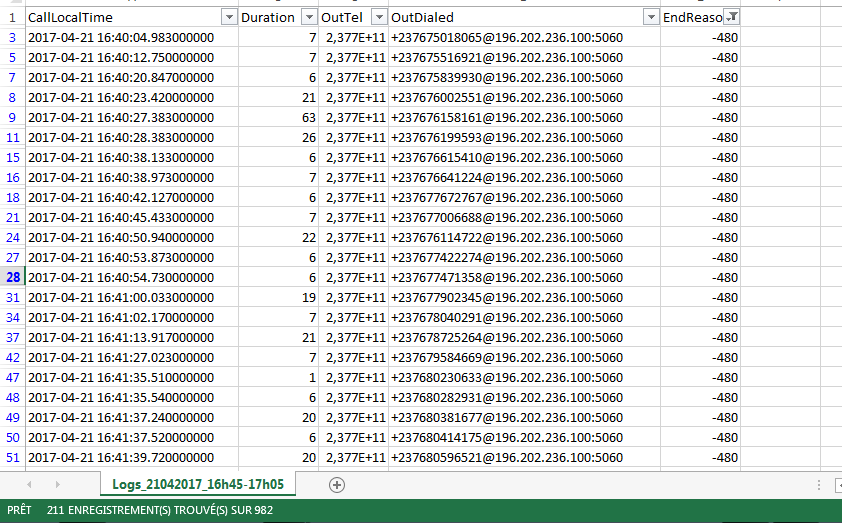 1 CallLocalTime Duration OutTel OutDialed EndReaso
3 2017-04-21 16:40:04.983000000 7 2,377E+11 +237675018065@196.202.236.100:5060 -480
5 2017-04-21 16:40:12.750000000 7 2,377E+11 +237675516921@196.202.236.100:5060 -480
7 2017-04-21 16:40:20.847000000 6 2,377E+11 +237675839930@196.202.236.100:5060 -480
8 2017-04-21 16:40:23.420000000 21 2,377E+11 +237676002551@196.202.236.100:5060 -480
9 2017-04-21 16:40:27.383000000 63 2,377E+11 +237676158161@196.202.236.100:5060 -480
11 2017-04-21 16:40:28.383000000 26 2,377E+11 +237676199593@196.202.236.100:5060 -480
15 2017-04-21 16:40:38.133000000 6 2,377E+11 +237676615410@196.202.236.100:5060 -480
16 2017-04-21 16:40:38.973000000 7 2,377E+11 +237676641224@196.202.236.100:5060 -480
18 2017-04-21 16:40:42.127000000 6 2,377E+11 +237677672767@196.202.236.100:5060 -480
21 2017-04-21 16:40:45.433000000 7 2,377E+11 +237677006688@196.202.236.100:5060 -480
24 2017-04-21 16:40:50.940000000 22 2,377E+11 +237676114722@196.202.236.100:5060 -480
27 2017-04-21 16:40:53.873000000 6 2,377E+11 +237677422274@196.202.236.100:5060 -480
28 2017-04-21 16:40:54.730000000 6 2,377E+11 +237677471358@196.202.236.100:5060 -480
31 2017-04-21 16:41:00.033000000 19 2,377E+11 +237677902345@196.202.236.100:5060 -480
34 2017-04-21 16:41:02.170000000 7 2,377E+11 +237678040291@196.202.236.100:5060 -480
37 2017-04-21 16:41:13.917000000 21 2,377E+11 +237678725264@196.202.236.100:5060 -480
42 2017-04-21 16:41:27.023000000 7 2,377E+11 +237679584669@196.202.236.100:5060 -480
47 2017-04-21 16:41:35.510000000 1 2,377E+11 +237680230633@196.202.236.100:5060 -480
48 2017-04-21 16:41:35.540000000 6 2,377E+11 +237680282931@196.202.236.100:5060 -480
49 2017-04-21 16:41:37.240000000 20 2,377E+11 +237680381677@196.202.236.100:5060 -480
50 2017-04-21 16:41:37.520000000 6 2,377E+11 +237680414175@196.202.236.100:5060 -480
51 2017-04-21 16:41:39.720000000 20 2,377E+11 +237680596521@196.202.236.100:5060 -480
Logs_21042017_16h45-17h05
PRÊT 211 ENREGISTREMENT(S) TROUVÉ(S) SUR 982